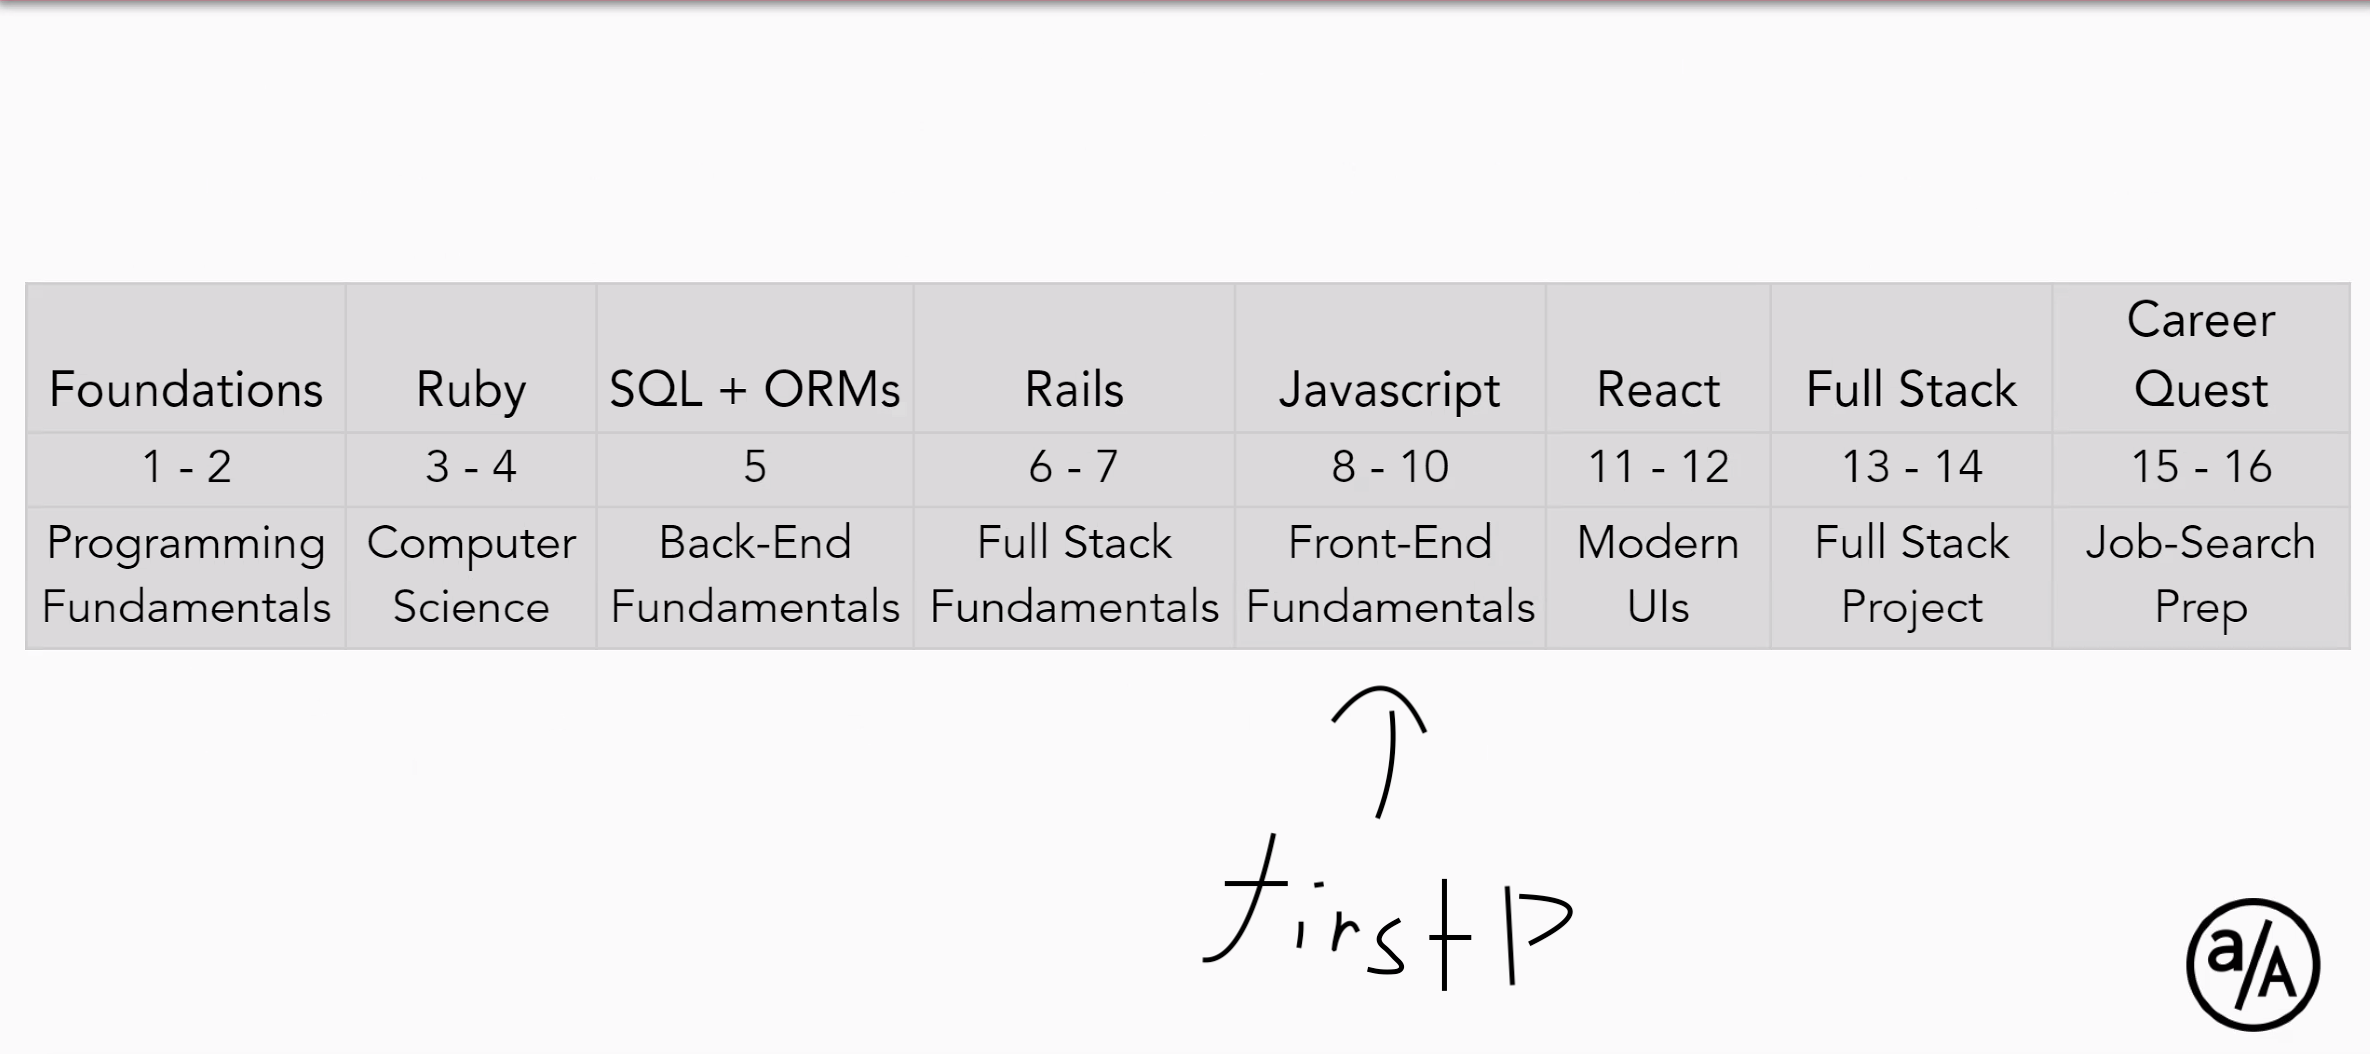 Foundations Ruby SQL + ORMs Rails Javascript React Full Stack Career Quest
1 - 2 3 - 4 5 6 - 7 8 - 10 11 - 12 13 - 14 15 - 16
Programming Fundamentals Computer Science Back-End Fundamentals Full Stack Fundamentals Front-End Fundamentals Modern UIs Full Stack Project Job-Search Prep
first P
a/A